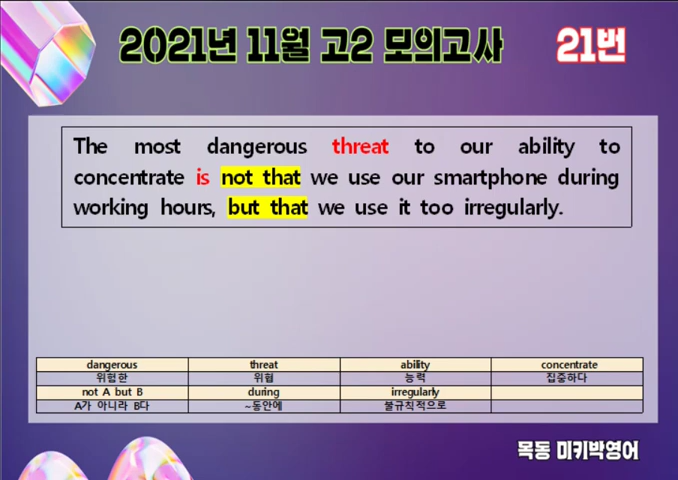 2021년 11월 고2 모의고사 21번
The most dangerous threat to our ability to
concentrate is not that we use our smartphone during
working hours, but that we use it too irregularly.
dangerous threat ability concentrate
위험한 위협 능력 집중하다
not A but B during irregularly
A가 아니라 B다 ~동안에 불규칙적으로
목동 미키박영어